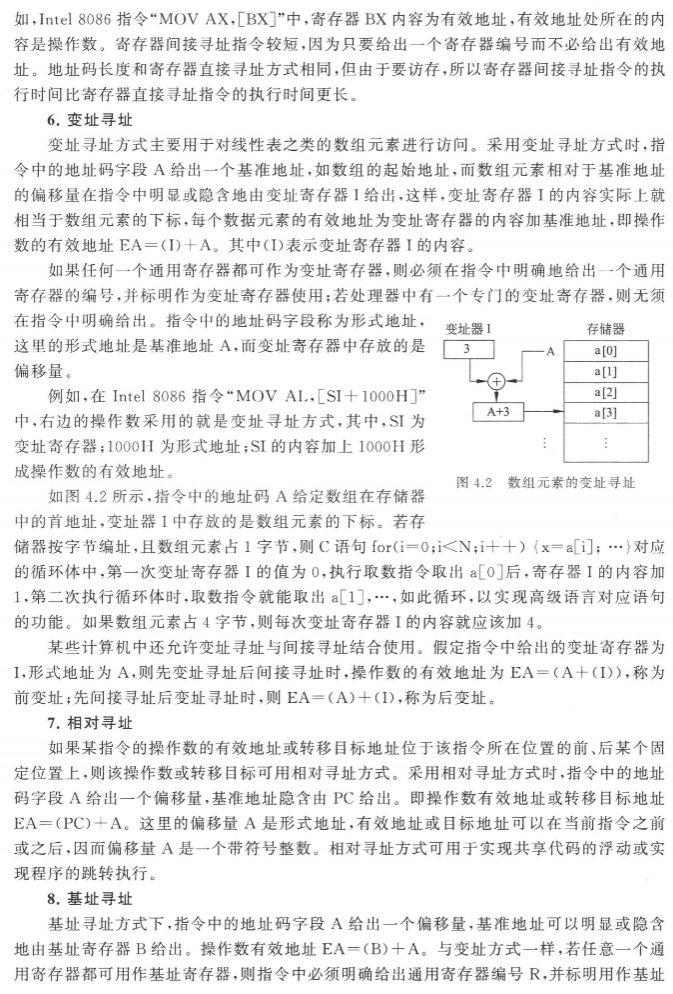 如,Intel 8086 指令“MOV AX,[BX]”中,寄存器 BX 内容为有效地址,有效地址处所在的内
容是操作数。寄存器间接寻址指令较短,因为只要给出一个寄存器编号而不必给出有效地
址。地址码长度和寄存器直接寻址方式相同,但由于要访存,所以寄存器间接寻址指令的执
行时间比寄存器直接寻址指令的执行时间更长。
6. 变址寻址
变址寻址方式主要用于对线性表之类的数组元素进行访问。采用变址寻址方式时,指
令中的地址码字段 A 给出一个基准地址,如数组的起始地址,而数组元素相对于基准地址
的偏移量在指令中明显或隐含地由变址寄存器 I 给出,这样,变址寄存器 I 的内容实际上就
相当于数组元素的下标,每个数据元素的有效地址为变址寄存器的内容加基准地址,即操作
数的有效地址 EA=(I)+A。其中(I)表示变址寄存器 I 的内容。
如果任何一个通用寄存器都可作为变址寄存器,则必须在指令中明确地给出一个通用
寄存器的编号,并标明作为变址寄存器使用;若处理器中有一个专门的变址寄存器,则无须
在指令中明确给出。指令中的地址码字段称为形式地址,
这里的形式地址是基准地址 A,而变址寄存器中存放的是
偏移量。
例如,在 Intel 8086 指令“MOV AL,[SI+1000H]”
中,右边的操作数采用的就是变址寻址方式,其中,SI 为
变址寄存器;1000H 为形式地址;SI 的内容加上 1000H 形
成操作数的有效地址。
如图 4.2 所示,指令中的地址码 A 给定数组在存储器
中的首地址,变址器 I 中存放的是数组元素的下标。若存
变址器 I
存储器
3
A
a[0]
a[1]
a[2]
A+3
a[3]
⋮
⋮
图 4.2 数组元素的变址寻址
储器按字节编址,且数组元素占 1 字节,则 C 语句 for(i=0;i<N;i++) {x=a[i]; …}对应
的循环体中,第一次变址寄存器 I 的值为 0,执行取数指令取出 a[0]后,寄存器 I 的内容加
1,第二次执行循环体时,取数指令就能取出 a[1],…,如此循环,以实现高级语言对应语句
的功能。如果数组元素占 4 字节,则每次变址寄存器 I 的内容就应该加 4。
某些计算机中还允许变址寻址与间接寻址结合使用。假定指令中给出的变址寄存器为
I,形式地址为 A,则先变址寻址后间接寻址时,操作数的有效地址为 EA=(A+(I)),称为
前变址;先间接寻址后变址寻址时,则 EA=(A)+(I),称为后变址。
7. 相对寻址
如果某指令的操作数的有效地址或转移目标地址位于该指令所在位置的前、后某个固
定位置上,则该操作数或转移目标可用相对寻址方式。采用相对寻址方式时,指令中的地址
码字段 A 给出一个偏移量,基准地址隐含由 PC 给出。即操作数有效地址或转移目标地址
EA=(PC)+A。这里的偏移量 A 是形式地址,有效地址或目标地址可以在当前指令之前
或之后,因而偏移量 A 是一个带符号整数。相对寻址方式可用于实现共享代码的浮动或实
现程序的跳转执行。
8. 基址寻址
基址寻址方式下,指令中的地址码字段 A 给出一个偏移量,基准地址可以明显或隐含
地由基址寄存器 B 给出。操作数有效地址 EA=(B)+A。与变址方式一样,若任意一个通
用寄存器都可用作基址寄存器,则指令中必须明确给出通用寄存器编号 R,并标明用作基址